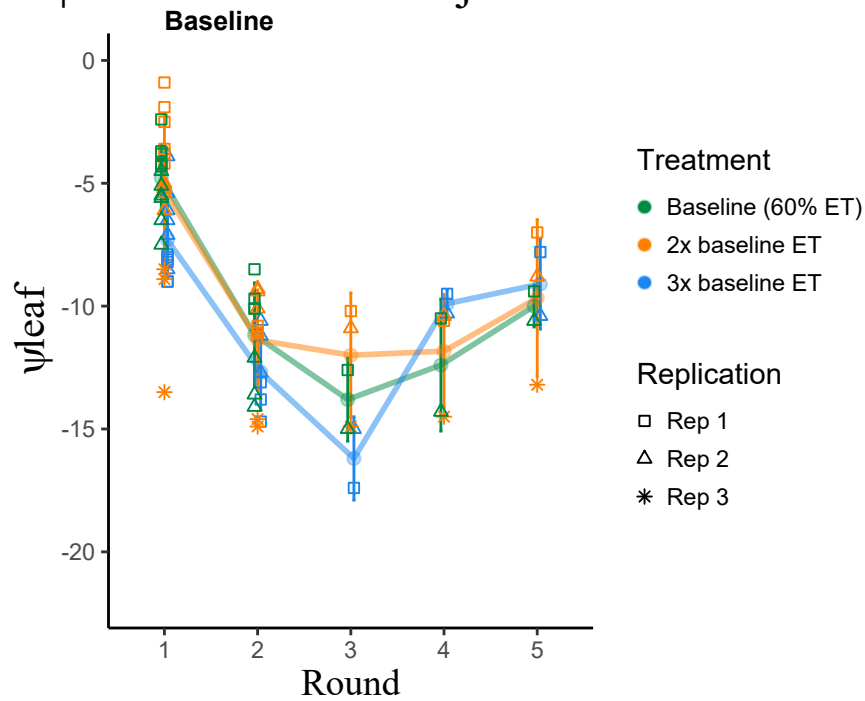 Baseline
0
-5
-10
-15
-20
ψleaf
1 2 3 4 5
Round
Treatment
Baseline (60% ET)
2x baseline ET
3x baseline ET
Replication
Rep 1
Rep 2
Rep 3